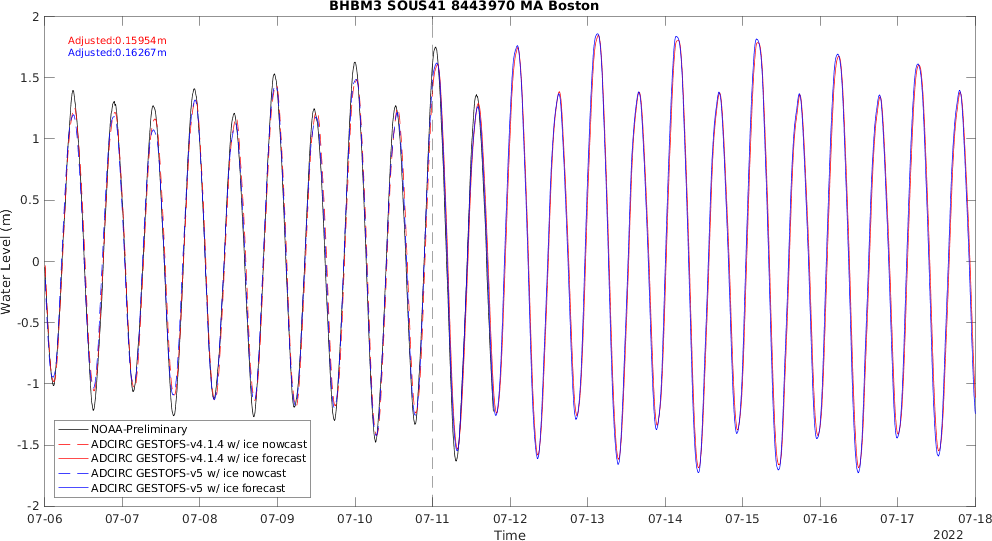 BHBM3 SOUS41 8443970 MA Boston
Adjusted:0.15954m
Adjusted:0.16267m
Water Level (m)
2
1.5
1
0.5
0
-0.5
-1
-1.5
-2
NOAA-Preliminary
ADCIRC GESTOFS-v4.1.4 w/ ice nowcast
ADCIRC GESTOFS-v4.1.4 w/ ice forecast
ADCIRC GESTOFS-v5 w/ ice nowcast
ADCIRC GESTOFS-v5 w/ ice forecast
07-06 07-07 07-08 07-09 07-10 07-11 07-12 07-13 07-14 07-15 07-16 07-17 07-18
Time
2022